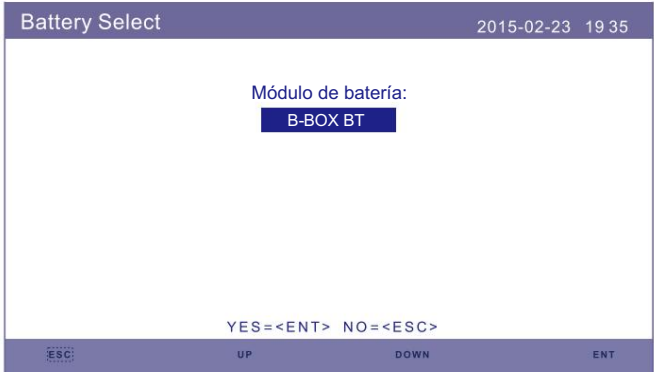 Battery Select 2015-02-23 19 35
Módulo de batería:
B-BOX BT
YES=<ENT> NO=<ESC>
ESC UP DOWN ENT